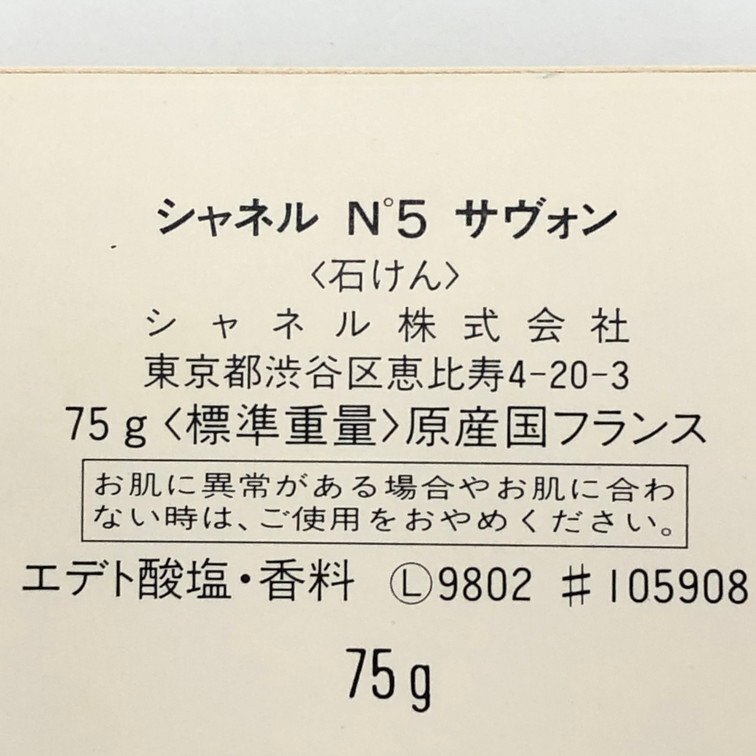 シャネル N°5 サヴォン
〈石けん〉
シャネル株式会社
東京都渋谷区恵比寿4-20-3
75g〈標準重量〉原産国フランス
お肌に異常がある場合やお肌に合わ
ない時は、ご使用をおやめください。
エデト酸塩・香料 Ⓛ9802 ♯105908
75g